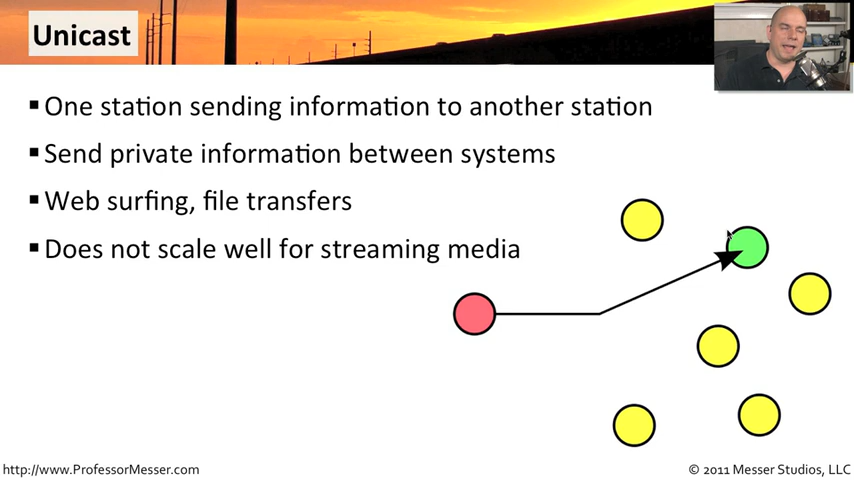 Unicast
▪ One station sending information to another station
▪ Send private information between systems
▪ Web surfing, file transfers
▪ Does not scale well for streaming media
http://www.ProfessorMesser.com
© 2011 Messer Studios, LLC